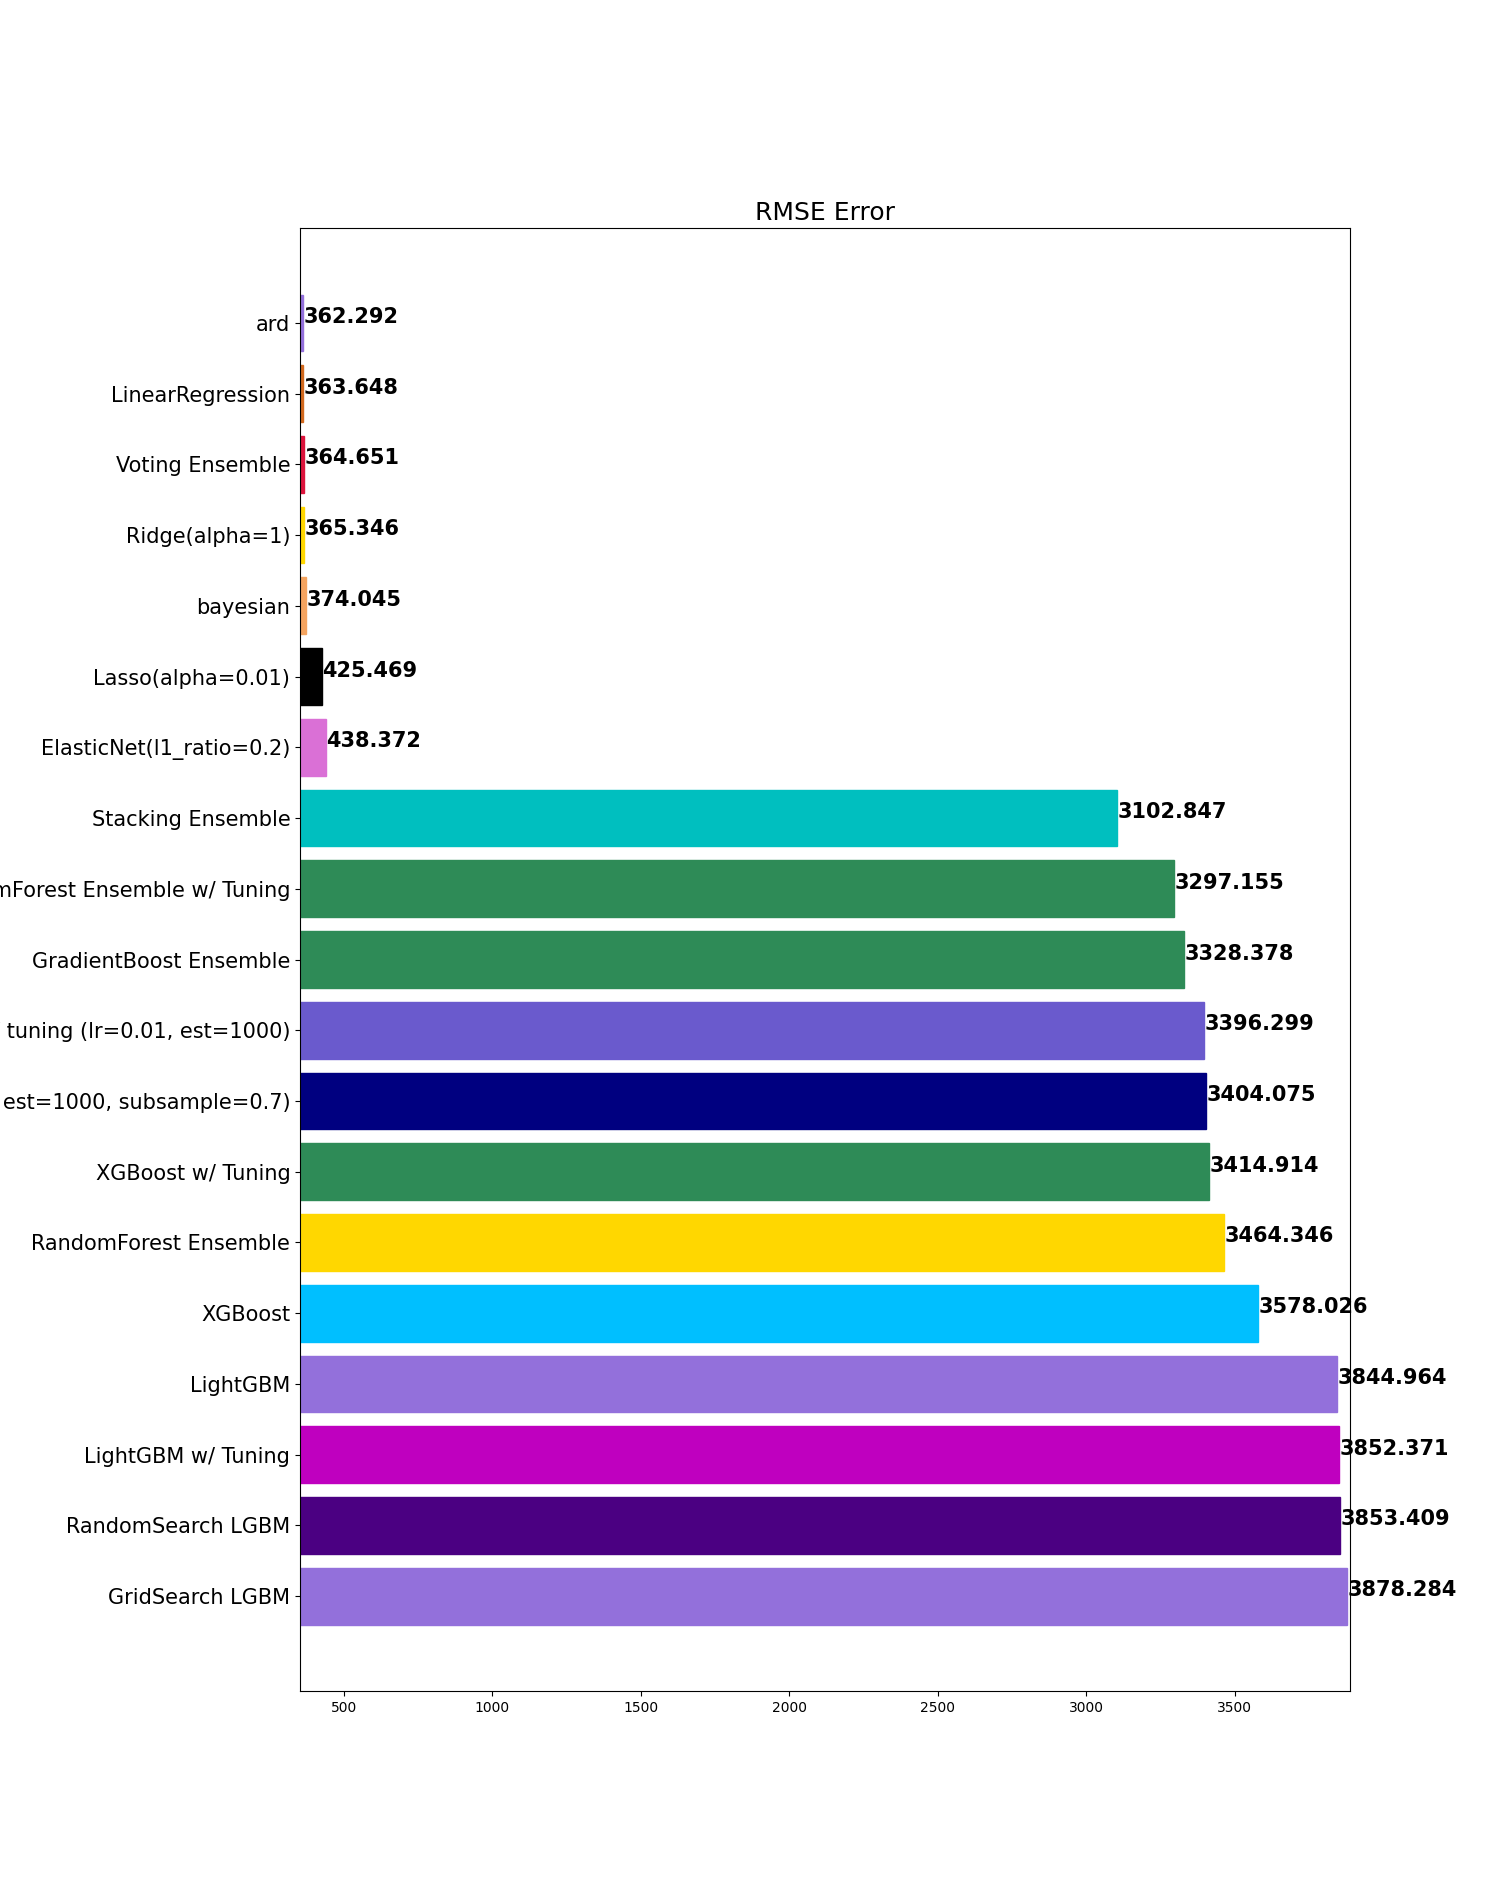 RMSE Error
ard 362.292
LinearRegression 363.648
Voting Ensemble 364.651
Ridge(alpha=1) 365.346
bayesian 374.045
Lasso(alpha=0.01) 425.469
ElasticNet(l1_ratio=0.2) 438.372
Stacking Ensemble 3102.847
mForest Ensemble w/ Tuning 3297.155
GradientBoost Ensemble 3328.378
tuning (lr=0.01, est=1000) 3396.299
est=1000, subsample=0.7) 3404.075
XGBoost w/ Tuning 3414.914
RandomForest Ensemble 3464.346
XGBoost 3578.026
LightGBM 3844.964
LightGBM w/ Tuning 3852.371
RandomSearch LGBM 3853.409
GridSearch LGBM 3878.284
500 1000 1500 2000 2500 3000 3500